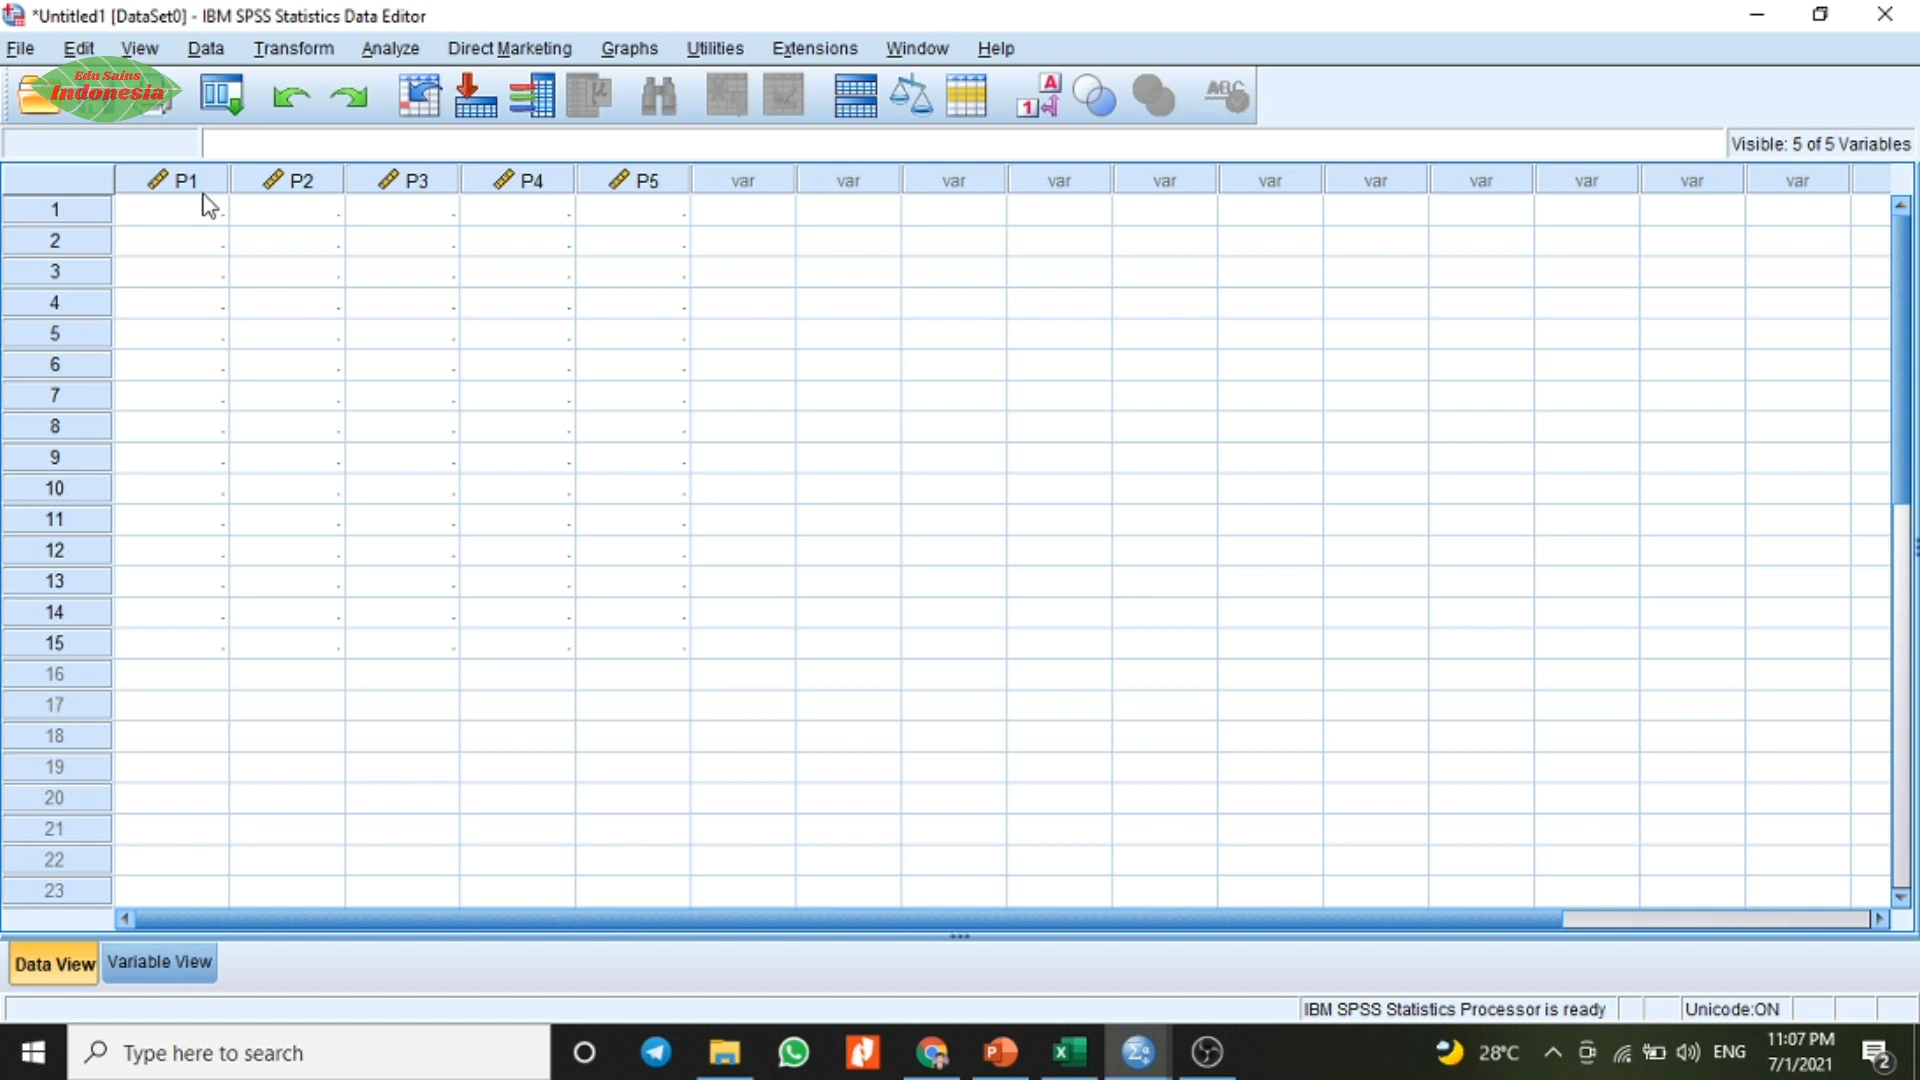 *Untitled1 [DataSet0] - IBM SPSS Statistics Data Editor
File Edit View Data Transform Analyze Direct Marketing Graphs Utilities Extensions Window Help
Edu Sains
Indonesia
Visible: 5 of 5 Variables
P1 P2 P3 P4 P5 var var var var var var var var var var var
1
2
3
4
5
6
7
8
9
10
11
12
13
14
15
16
17
18
19
20
21
22
23
Data View Variable View
IBM SPSS Statistics Processor is ready Unicode:ON
Type here to search
28°C ENG
11:07 PM
7/1/2021
2